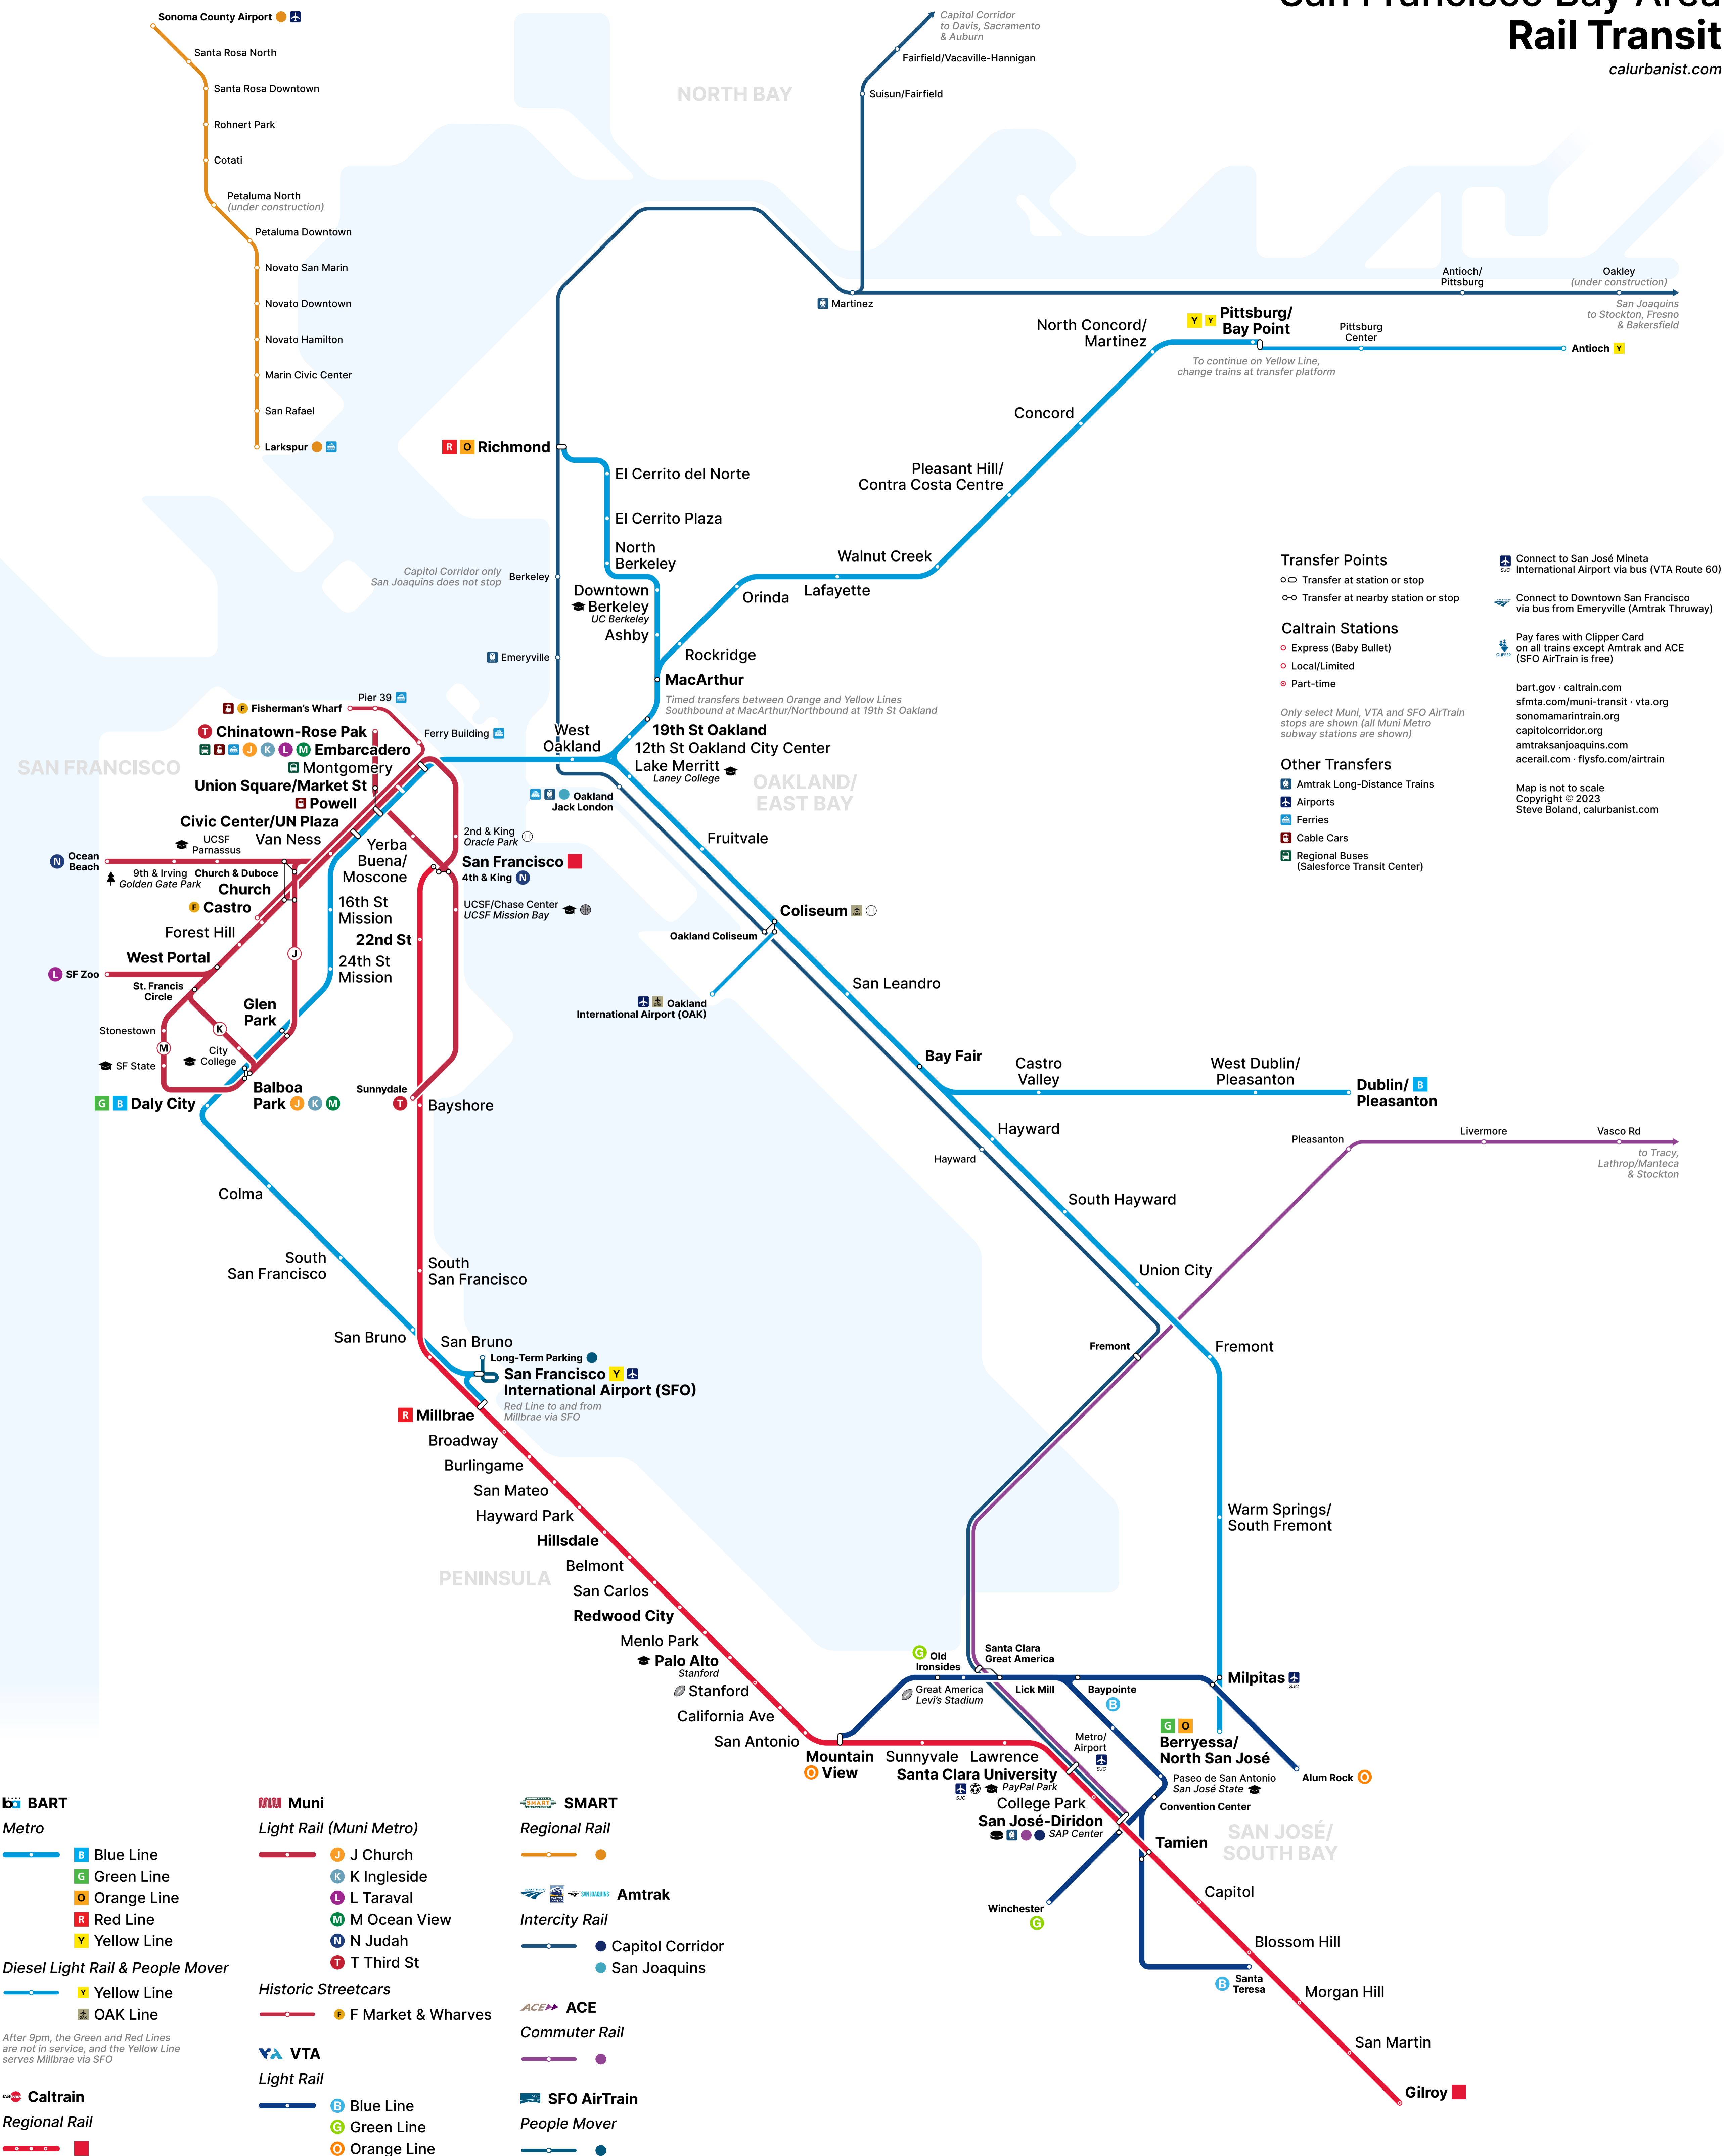 San Francisco Bay Area
Rail Transit
calurbanist.com
Sonoma County Airport
Santa Rosa North
Santa Rosa Downtown
Rohnert Park
Cotati
Petaluma North
(under construction)
Petaluma Downtown
Novato San Marin
Novato Downtown
Novato Hamilton
Marin Civic Center
San Rafael
Larkspur
NORTH BAY
Capitol Corridor
to Davis, Sacramento
& Auburn
Fairfield/Vacaville-Hannigan
Suisun/Fairfield
Martinez
Antioch/
Pittsburg
Oakley
(under construction)
San Joaquins
to Stockton, Fresno
& Bakersfield
North Concord/
Martinez
Y Y Pittsburg/
Bay Point
To continue on Yellow Line,
change trains at transfer platform
Pittsburg
Center
Antioch Y
Concord
Pleasant Hill/
Contra Costa Centre
Walnut Creek
Lafayette
Orinda
Rockridge
R O Richmond
El Cerrito del Norte
El Cerrito Plaza
North
Berkeley
Capitol Corridor only
San Joaquins does not stop
Berkeley
Downtown
Berkeley
UC Berkeley
Ashby
Emeryville
MacArthur
Timed transfers between Orange and Yellow Lines
Southbound at MacArthur/Northbound at 19th St Oakland
19th St Oakland
12th St Oakland City Center
Lake Merritt
Laney College
West
Oakland
OAKLAND/
EAST BAY
Oakland
Jack London
SAN FRANCISCO
Pier 39
F Fisherman's Wharf
Ferry Building
T Chinatown-Rose Pak
J K L M Embarcadero
Montgomery
Union Square/Market St
Powell
Civic Center/UN Plaza
Van Ness
UCSF
Parnassus
N Ocean
Beach
9th & Irving
Golden Gate Park
Church & Duboce
Church
F Castro
Forest Hill
West Portal
L SF Zoo
St. Francis
Circle
Stonestown
M
SF State
K
City
College
J
Glen
Park
Balboa
Park J K M
G B Daly City
Yerba
Buena/
Moscone
16th St
Mission
24th St
Mission
2nd & King
Oracle Park
San Francisco
4th & King N
UCSF/Chase Center
UCSF Mission Bay
22nd St
Sunnydale
T
Bayshore
Colma
South
San Francisco
South
San Francisco
San Bruno
San Bruno
Long-Term Parking
San Francisco Y
International Airport (SFO)
Red Line to and from
Millbrae via SFO
R Millbrae
Broadway
Burlingame
San Mateo
Hayward Park
Hillsdale
Belmont
San Carlos
Redwood City
Menlo Park
Palo Alto
Stanford
Stanford
California Ave
San Antonio
PENINSULA
Mountain
O View
Sunnyvale
Lawrence
Santa Clara University
SJC
PayPal Park
College Park
San José-Diridon
SAP Center
Fruitvale
Coliseum
Oakland Coliseum
Oakland
International Airport (OAK)
San Leandro
Bay Fair
Castro
Valley
West Dublin/
Pleasanton
Dublin/ B
Pleasanton
Hayward
Hayward
South Hayward
Union City
Pleasanton
Livermore
Vasco Rd
to Tracy,
Lathrop/Manteca
& Stockton
Fremont
Fremont
Warm Springs/
South Fremont
G Old
Ironsides
Santa Clara
Great America
Great America
Levi's Stadium
Lick Mill
Baypointe
B
Milpitas
SJC
Metro/
Airport
SJC
G O
Berryessa/
North San José
Paseo de San Antonio
San José State
Alum Rock O
Convention Center
SAN JOSÉ/
SOUTH BAY
Tamien
Winchester
G
Capitol
Blossom Hill
B Santa
Teresa
Morgan Hill
San Martin
Gilroy
Transfer Points
Transfer at station or stop
Transfer at nearby station or stop
Caltrain Stations
Express (Baby Bullet)
Local/Limited
Part-time
Only select Muni, VTA and SFO AirTrain
stops are shown (all Muni Metro
subway stations are shown)
Other Transfers
Amtrak Long-Distance Trains
Airports
Ferries
Cable Cars
Regional Buses
(Salesforce Transit Center)
SJC
Connect to San José Mineta
International Airport via bus (VTA Route 60)
Connect to Downtown San Francisco
via bus from Emeryville (Amtrak Thruway)
CLIPPER
Pay fares with Clipper Card
on all trains except Amtrak and ACE
(SFO AirTrain is free)
bart.gov · caltrain.com
sfmta.com/muni-transit · vta.org
sonomamarintrain.org
capitolcorridor.org
amtraksanjoaquins.com
acerail.com · flysfo.com/airtrain
Map is not to scale
Copyright © 2023
Steve Boland, calurbanist.com
ba BART
Metro
B Blue Line
G Green Line
O Orange Line
R Red Line
Y Yellow Line
Diesel Light Rail & People Mover
Y Yellow Line
OAK Line
After 9pm, the Green and Red Lines
are not in service, and the Yellow Line
serves Millbrae via SFO
Caltrain
Regional Rail
Muni
Light Rail (Muni Metro)
J J Church
K K Ingleside
L L Taraval
M M Ocean View
N N Judah
T T Third St
Historic Streetcars
F F Market & Wharves
VTA
Light Rail
B Blue Line
G Green Line
O Orange Line
SMART SMART
Regional Rail
AMTRAK SAN JOAQUINS Amtrak
Intercity Rail
Capitol Corridor
San Joaquins
ACE ACE
Commuter Rail
SFO AirTrain
People Mover